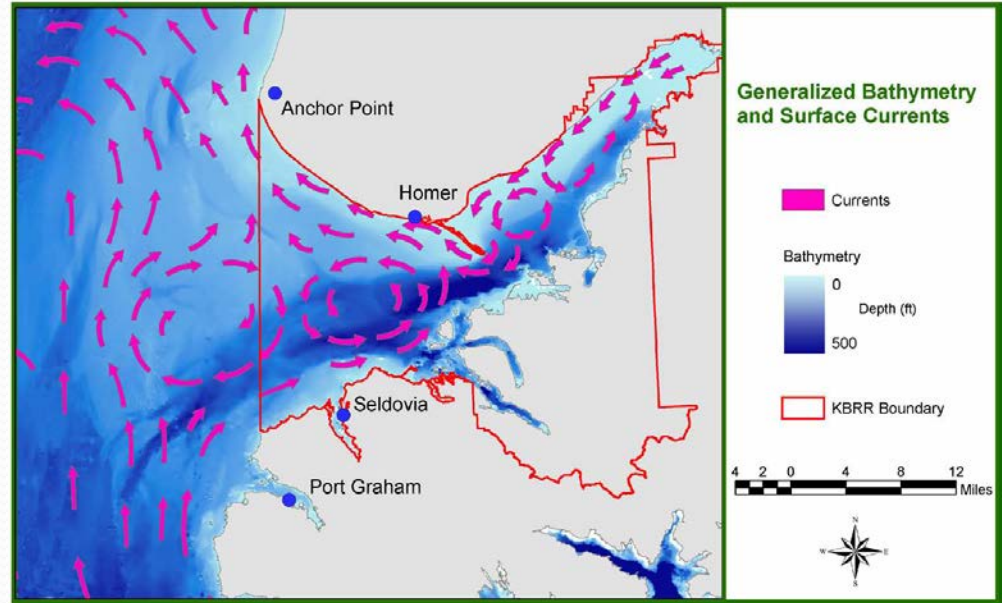 Anchor Point
Homer
Seldovia
Port Graham
Generalized Bathymetry
and Surface Currents
Currents
Bathymetry
0
Depth (ft)
500
KBRR Boundary
4 2 0 4 8 12
Miles
N
W E
S